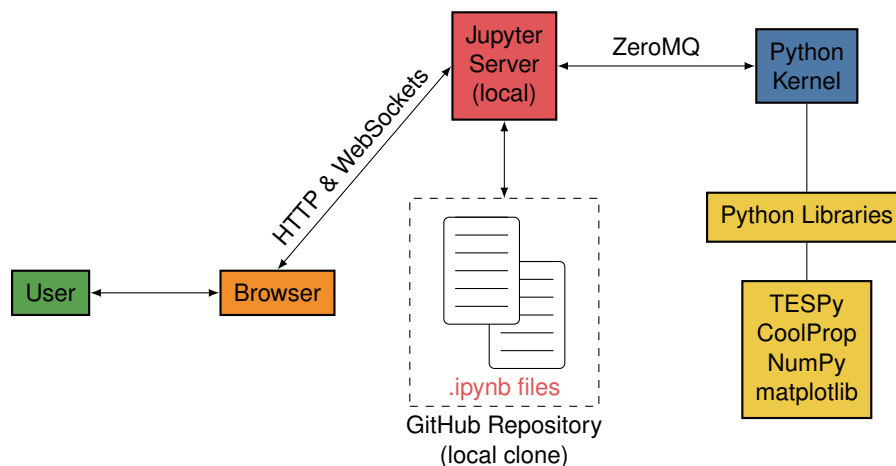 Jupyter
Server
(local)
ZeroMQ
Python
Kernel
HTTP & WebSockets
Python Libraries
User
Browser
TESPy
CoolProp
NumPy
matplotlib
.ipynb files
GitHub Repository
(local clone)